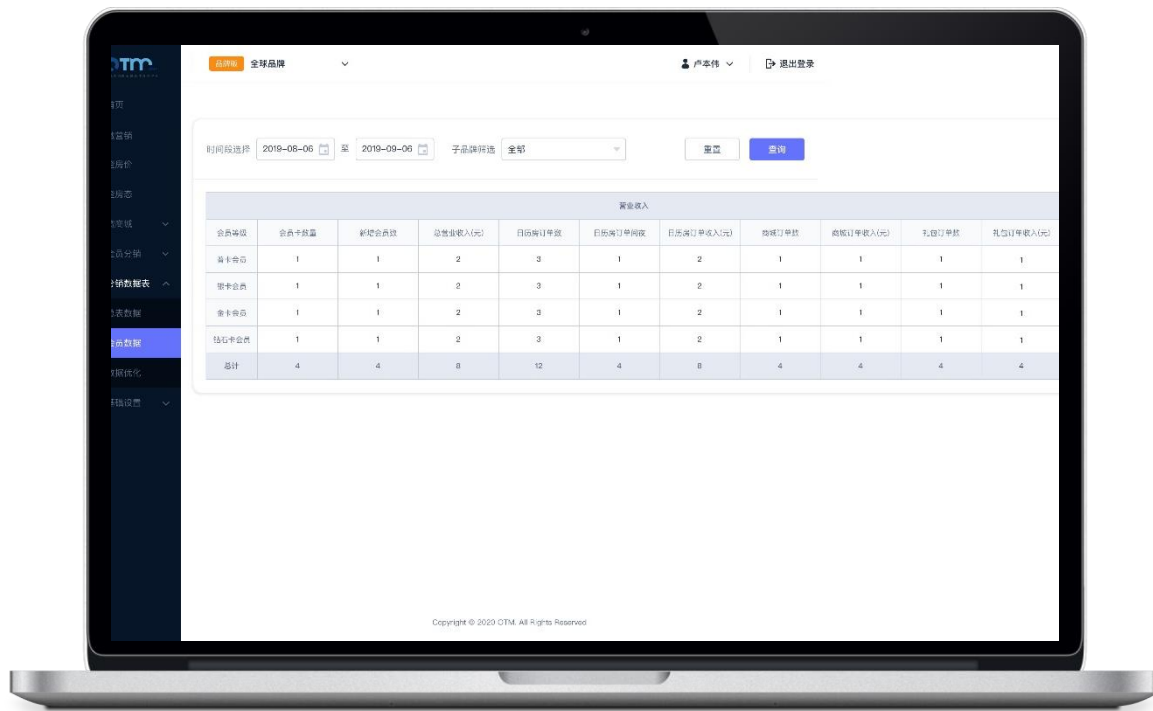 OTM
品牌版 全球品牌
卢本伟 退出登录
首页
营销
房价
房态
商城
会员分销
分销数据表
总表数据
会员数据
数据优化
基础设置
时间段选择 2019-08-06 至 2019-09-06 子品牌筛选 全部 重置 查询
营业收入
会员等级 会员卡数量 新增会员数 总营业收入(元) 日历房订单数 日历房订单间夜 日历房订单收入(元) 商城订单数 商城订单收入(元) 礼包订单数 礼包订单收入(元)
首卡会员 1 1 2 3 1 2 1 1 1 1
银卡会员 1 1 2 3 1 2 1 1 1 1
金卡会员 1 1 2 3 1 2 1 1 1 1
钻石卡会员 1 1 2 3 1 2 1 1 1 1
总计 4 4 8 12 4 8 4 4 4 4
Copyright © 2020 OTM. All Rights Reserved